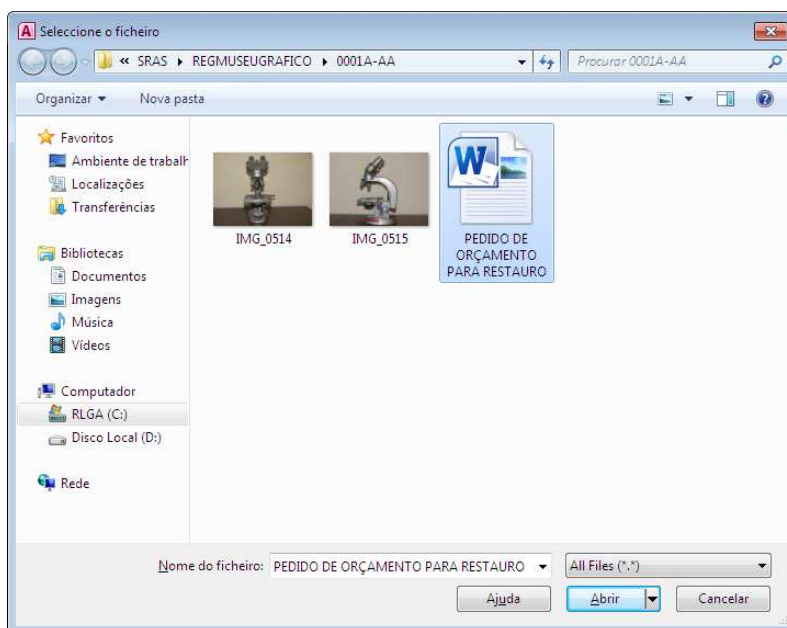 A Seleccione o ficheiro
« SRAS ▸ REGMUSEUGRAFICO ▸ 0001A-AA
Procurar 0001A-AA
Organizar ▾ Nova pasta
Favoritos
Ambiente de trabalh
Localizações
Transferências
Bibliotecas
Documentos
Imagens
Música
Vídeos
Computador
RLGA (C:)
Disco Local (D:)
Rede
IMG_0514
IMG_0515
W
PEDIDO DE
ORÇAMENTO
PARA RESTAURO
Nome do ficheiro: PEDIDO DE ORÇAMENTO PARA RESTAURO
All Files (*.*)
Ajuda Abrir Cancelar